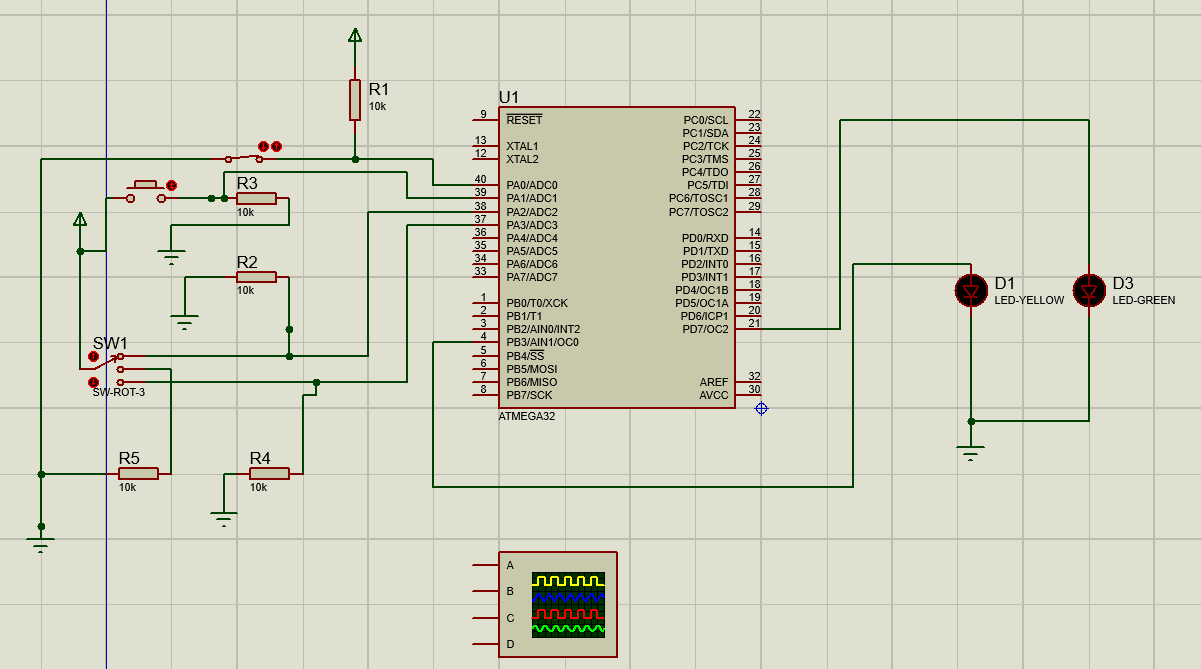 R1
10k
U1
9
RESET
13
XTAL1
12
XTAL2
40
PA0/ADC0
39
PA1/ADC1
38
PA2/ADC2
37
PA3/ADC3
36
PA4/ADC4
35
PA5/ADC5
34
PA6/ADC6
33
PA7/ADC7
1
PB0/T0/XCK
2
PB1/T1
3
PB2/AIN0/INT2
4
PB3/AIN1/OC0
5
PB4/SS
6
PB5/MOSI
7
PB6/MISO
8
PB7/SCK
PC0/SCL
22
PC1/SDA
23
PC2/TCK
24
PC3/TMS
25
PC4/TDO
26
PC5/TDI
27
PC6/TOSC1
28
PC7/TOSC2
29
PD0/RXD
14
PD1/TXD
15
PD2/INT0
16
PD3/INT1
17
PD4/OC1B
18
PD5/OC1A
19
PD6/ICP1
20
PD7/OC2
21
AREF
32
AVCC
30
ATMEGA32
R3
10k
R2
10k
SW1
SW-ROT-3
R5
10k
R4
10k
D1
LED-YELLOW
D3
LED-GREEN
A
B
C
D